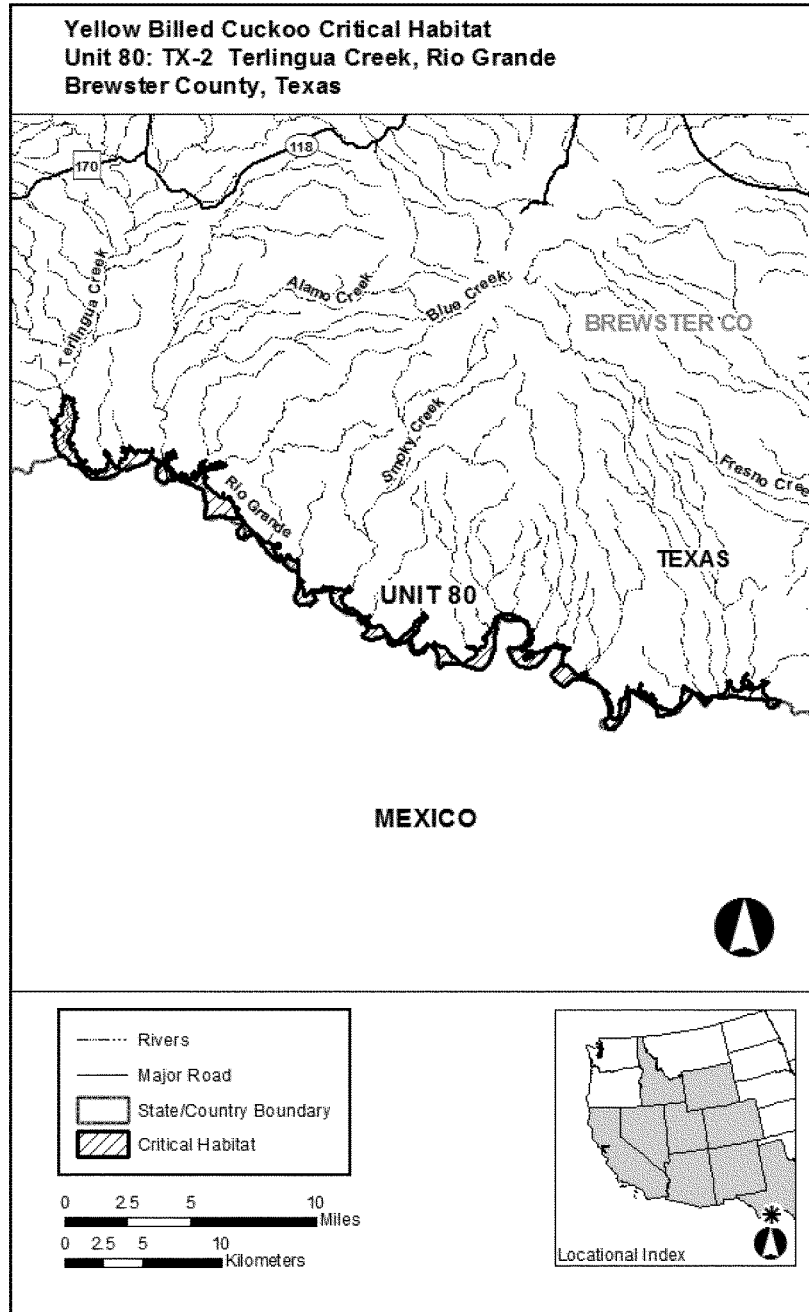 Yellow Billed Cuckoo Critical Habitat
Unit 80: TX-2 Terlingua Creek, Rio Grande
Brewster County, Texas
170
118
Terlingua Creek
Alamo Creek
Blue Creek
BREWSTER CO
Smoky Creek
Fresno Creek
Rio Grande
TEXAS
UNIT 80
MEXICO
Rivers
Major Road
State/Country Boundary
Critical Habitat
0 2.5 5 10
Miles
0 2.5 5 10
Kilometers
Locational Index